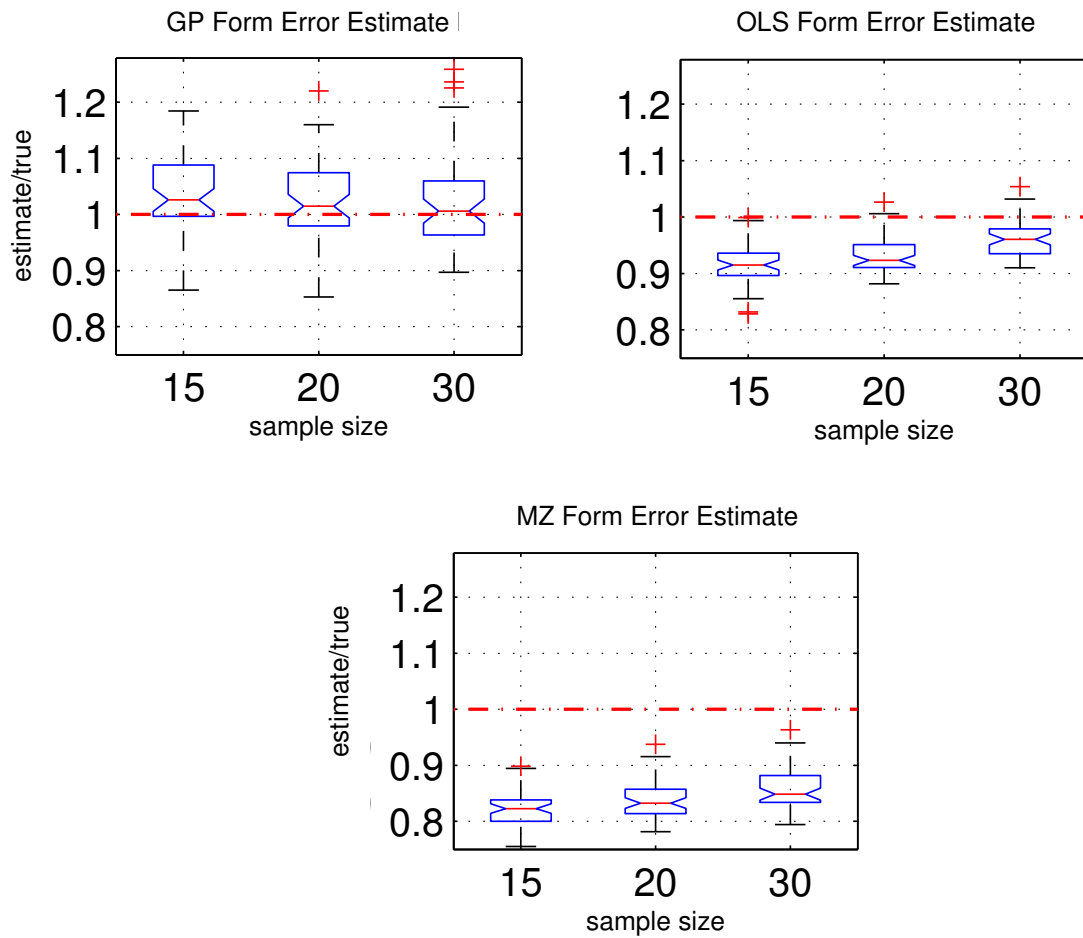 GP Form Error Estimate
OLS Form Error Estimate
1.2
1.1
1
0.9
0.8
estimate/true
15 20 30
sample size
1.2
1.1
1
0.9
0.8
15 20 30
sample size
MZ Form Error Estimate
1.2
1.1
1
0.9
0.8
estimate/true
15 20 30
sample size